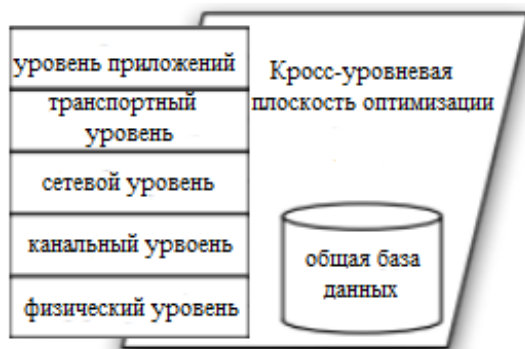 уровень приложений
транспортный
уровень
сетевой уровень
канальный урвоень
физический уровень
Кросс-уровневая
плоскость оптимизации
общая база
данных